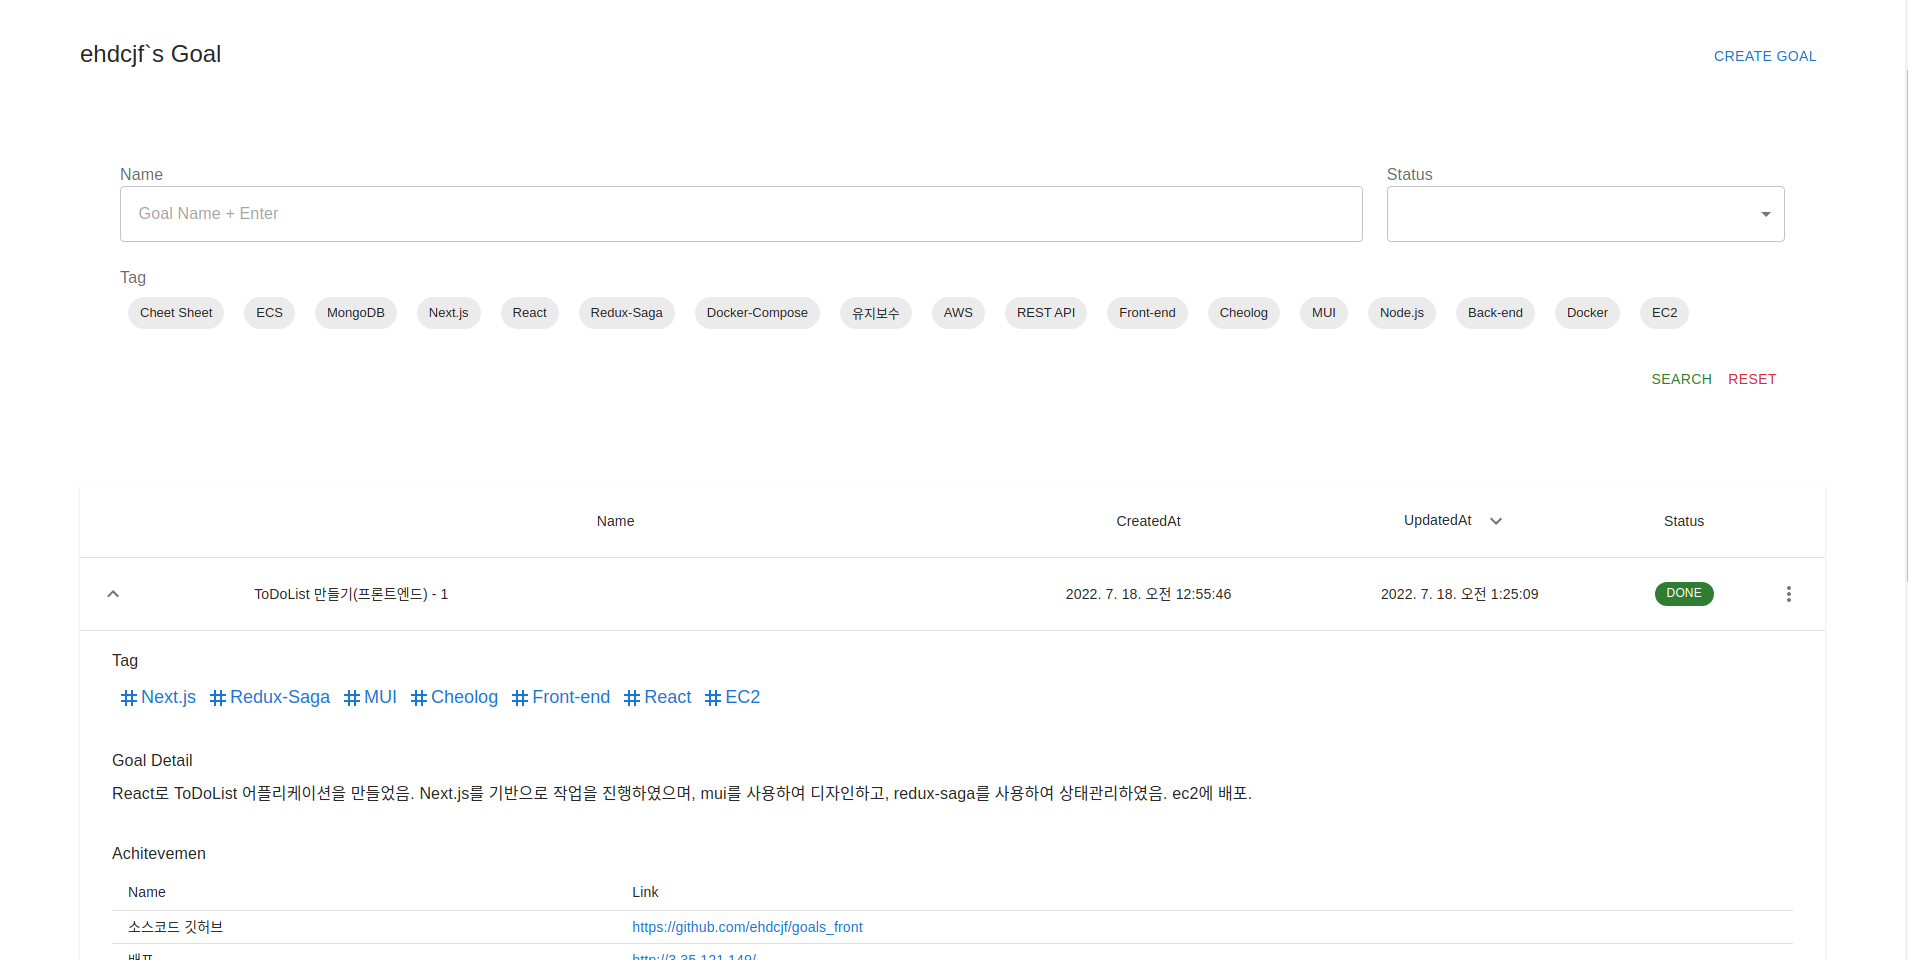 ehdcjf`s Goal
CREATE GOAL
Name
Status
Goal Name + Enter
Tag
Cheet Sheet ECS MongoDB Next.js React Redux-Saga Docker-Compose 유지보수 AWS REST API Front-end Cheolog MUI Node.js Back-end Docker EC2
SEARCH RESET
Name CreatedAt UpdatedAt Status
ToDoList 만들기(프론트엔드) - 1 2022. 7. 18. 오전 12:55:46 2022. 7. 18. 오전 1:25:09 DONE
Tag
#Next.js #Redux-Saga #MUI #Cheolog #Front-end #React #EC2
Goal Detail
React로 ToDoList 어플리케이션을 만들었음. Next.js를 기반으로 작업을 진행하였으며, mui를 사용하여 디자인하고, redux-saga를 사용하여 상태관리하였음. ec2에 배포.
Achitevemen
Name Link
소스코드 깃허브 https://github.com/ehdcjf/goals_front
배포 http://3.35.121.149/